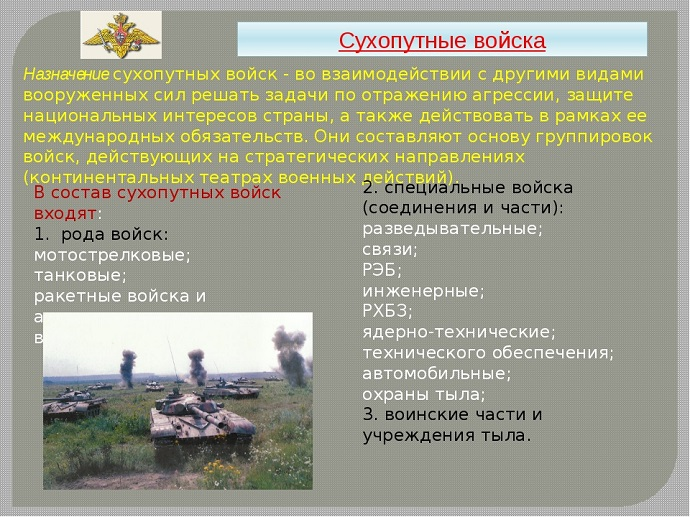 Сухопутные войска
Назначение сухопутных войск - во взаимодействии с другими видами
вооруженных сил решать задачи по отражению агрессии, защите
национальных интересов страны, а также действовать в рамках ее
международных обязательств. Они составляют основу группировок
войск, действующих на стратегических направлениях
(континентальных театрах военных действий).
В состав сухопутных войск
входят:
1. рода войск:
мотострелковые;
танковые;
ракетные войска и
2. специальные войска
(соединения и части):
разведывательные;
связи;
РЭБ;
инженерные;
РХБЗ;
ядерно-технические;
технического обеспечения;
автомобильные;
охраны тыла;
3. воинские части и
учреждения тыла.